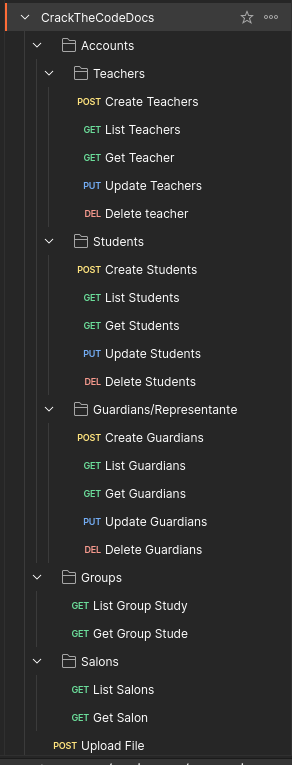 CrackTheCodeDocs
Accounts
Teachers
POST Create Teachers
GET List Teachers
GET Get Teacher
PUT Update Teachers
DEL Delete teacher
Students
POST Create Students
GET List Students
GET Get Students
PUT Update Students
DEL Delete Students
Guardians/Representante
POST Create Guardians
GET List Guardians
GET Get Guardians
PUT Update Guardians
DEL Delete Guardians
Groups
GET List Group Study
GET Get Group Stude
Salons
GET List Salons
GET Get Salon
POST Upload File